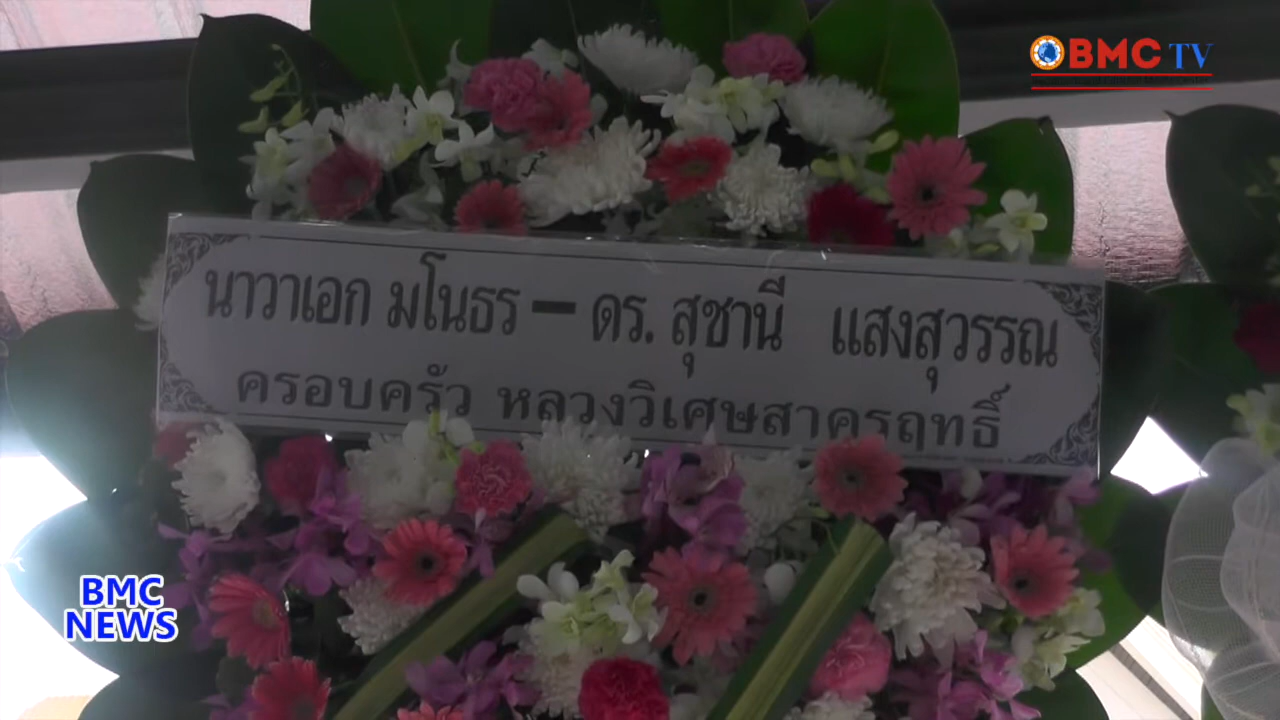 BMC TV
นาวาเอก มโนธร - ดร. สุชานี แสงสุวรรณ
ครอบครัว หลวงวิเศษสาครฤทธิ์
BMC
NEWS